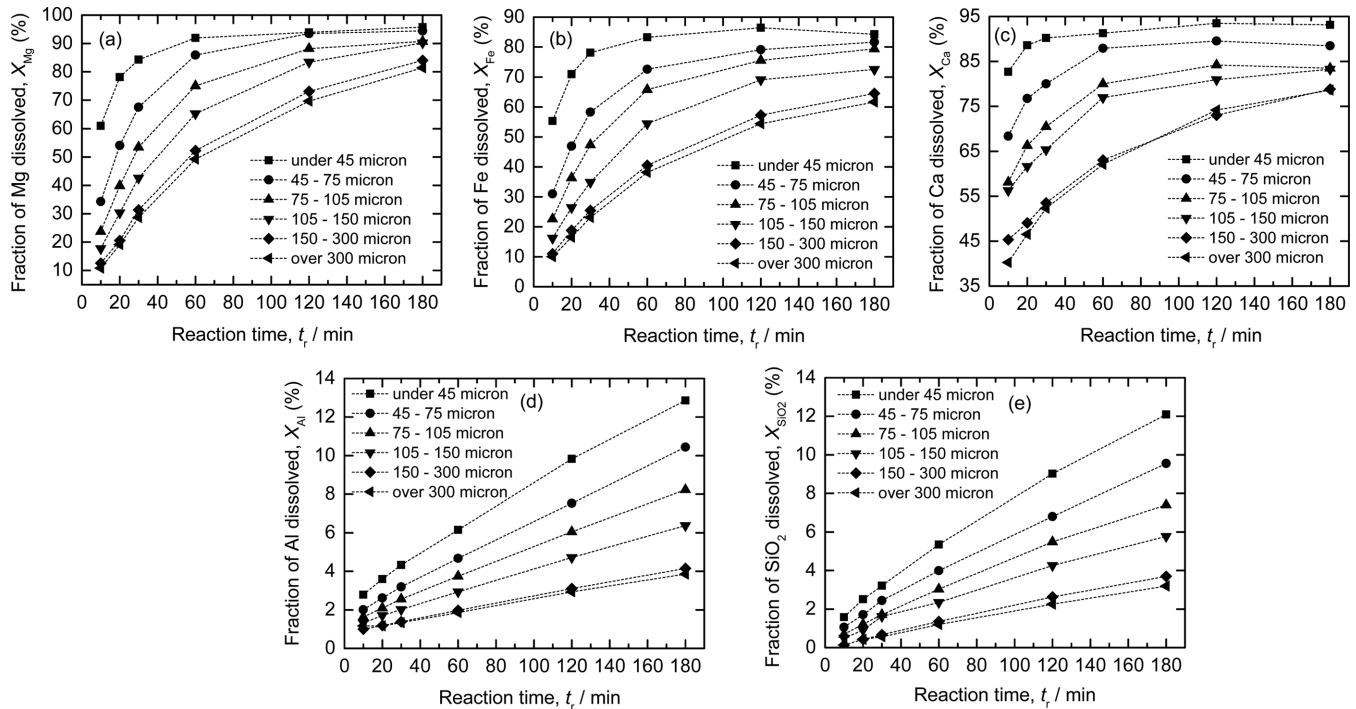 (a)
Fraction of Mg dissolved, X_Mg (%)
100
90
80
70
60
50
40
30
20
10
under 45 micron
45 - 75 micron
75 - 105 micron
105 - 150 micron
150 - 300 micron
over 300 micron
0 20 40 60 80 100 120 140 160 180
Reaction time, t_r / min
(b)
Fraction of Fe dissolved, X_Fe (%)
90
80
70
60
50
40
30
20
10
0
under 45 micron
45 - 75 micron
75 - 105 micron
105 - 150 micron
150 - 300 micron
over 300 micron
0 20 40 60 80 100 120 140 160 180
Reaction time, t_r / min
(c)
Fraction of Ca dissolved, X_Ca (%)
95
85
75
65
55
45
35
under 45 micron
45 - 75 micron
75 - 105 micron
105 - 150 micron
150 - 300 micron
over 300 micron
0 20 40 60 80 100 120 140 160 180
Reaction time, t_r / min
(d)
Fraction of Al dissolved, X_Al (%)
14
12
10
8
6
4
2
0
under 45 micron
45 - 75 micron
75 - 105 micron
105 - 150 micron
150 - 300 micron
over 300 micron
0 20 40 60 80 100 120 140 160 180
Reaction time, t_r / min
(e)
Fraction of SiO2 dissolved, X_SiO2 (%)
14
12
10
8
6
4
2
0
under 45 micron
45 - 75 micron
75 - 105 micron
105 - 150 micron
150 - 300 micron
over 300 micron
0 20 40 60 80 100 120 140 160 180
Reaction time, t_r / min